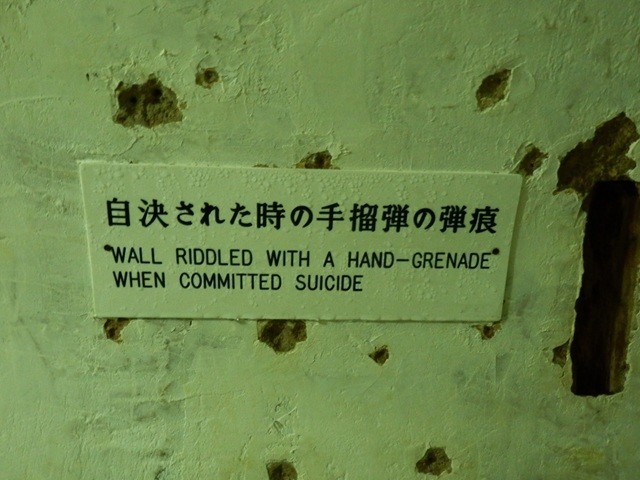 自決された時の手榴弾の弾痕
"WALL RIDDLED WITH A HAND-GRENADE"
WHEN COMMITTED SUICIDE